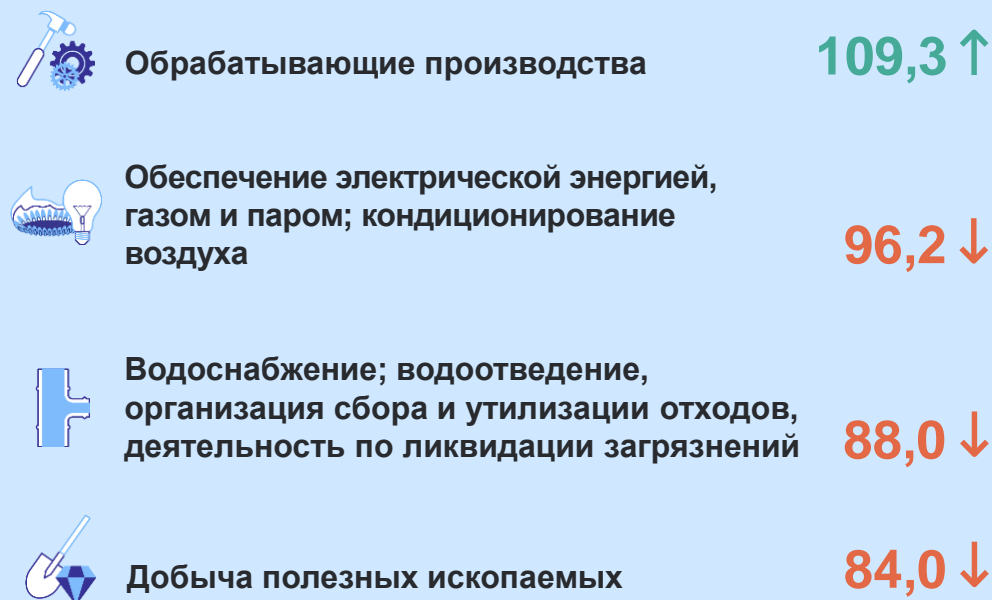 Обрабатывающие производства 109,3 ↑
Обеспечение электрической энергией,
газом и паром; кондиционирование
воздуха 96,2 ↓
Водоснабжение; водоотведение,
организация сбора и утилизации отходов,
деятельность по ликвидации загрязнений 88,0 ↓
Добыча полезных ископаемых 84,0 ↓